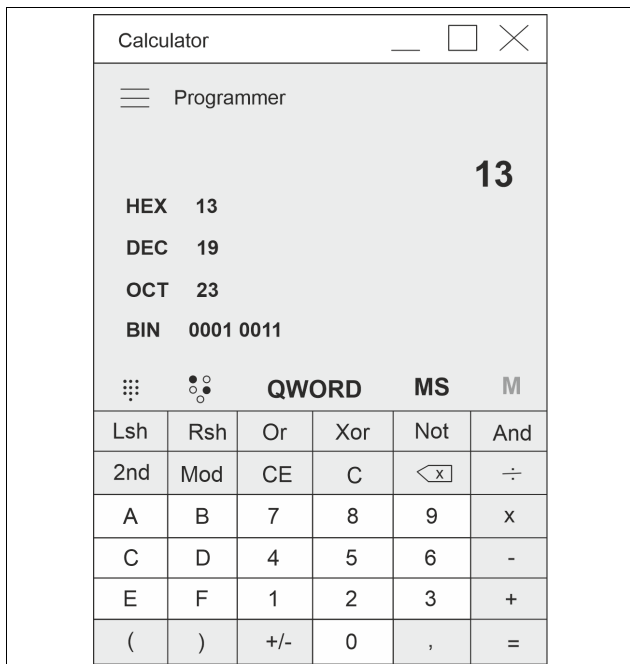 Calculator
Programmer
13
HEX 13
DEC 19
OCT 23
BIN 0001 0011
QWORD MS M
Lsh Rsh Or Xor Not And
2nd Mod CE C x ÷
A B 7 8 9 x
C D 4 5 6 -
E F 1 2 3 +
( ) +/- 0 , =